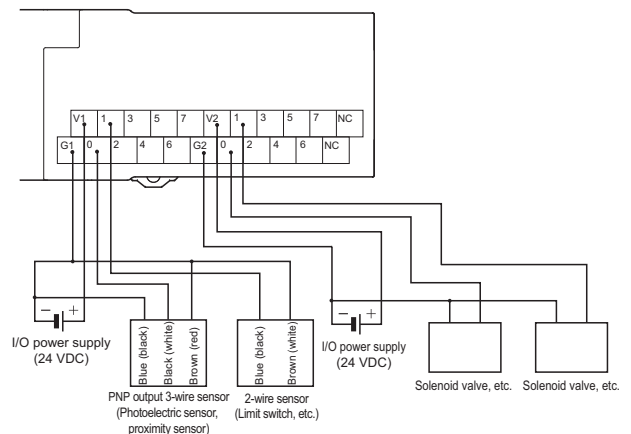 V1 1 3 5 7 V2 1 3 5 7 NC
G1 0 2 4 6 G2 0 2 4 6 NC
− +
I/O power supply
(24 VDC)
Blue (black)
Black (white)
Brown (red)
PNP output 3-wire sensor
(Photoelectric sensor,
proximity sensor)
Blue (black)
Brown (white)
2-wire sensor
(Limit switch, etc.)
− +
I/O power supply
(24 VDC)
Solenoid valve, etc.
Solenoid valve, etc.